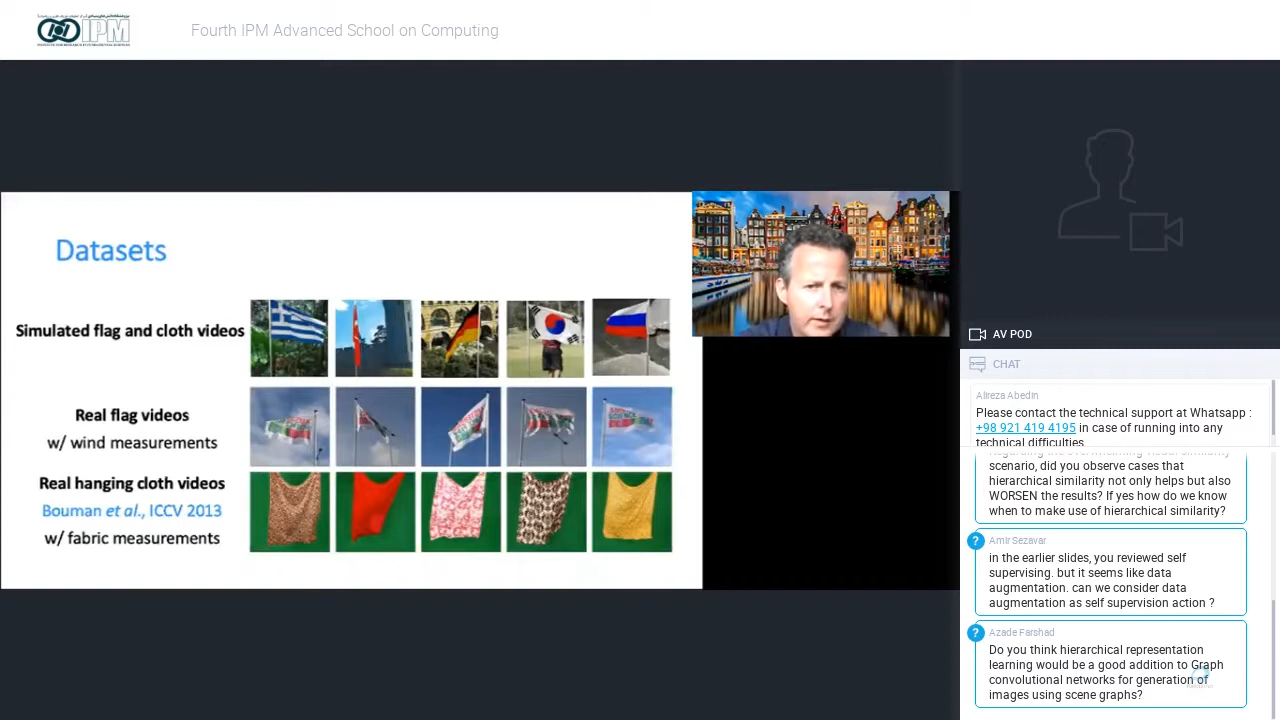 IPM
Fourth IPM Advanced School on Computing
Datasets
Simulated flag and cloth videos
Real flag videos
w/ wind measurements
Real hanging cloth videos
Bouman et al., ICCV 2013
w/ fabric measurements
AV POD
CHAT
Alireza Abedin
Please contact the technical support at Whatsapp :
+98 921 419 4195 in case of running into any
technical difficulties
scenario, did you observe cases that
hierarchical similarity not only helps but also
WORSEN the results? If yes how do we know
when to make use of hierarchical similarity?
?
Amir Sezavar
in the earlier slides, you reviewed self
supervising. but it seems like data
augmentation. can we consider data
augmentation as self supervision action ?
?
Azade Farshad
Do you think hierarchical representation
learning would be a good addition to Graph
convolutional networks for generation of
images using scene graphs?